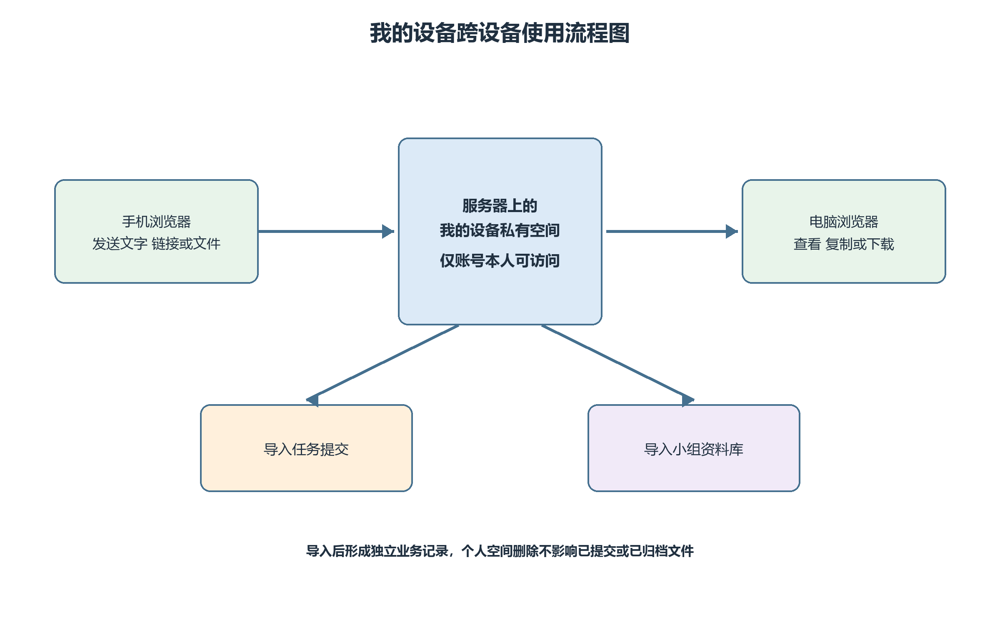 我的设备跨设备使用流程图
手机浏览器
发送文字 链接或文件
服务器上的
我的设备私有空间
仅账号本人可访问
电脑浏览器
查看 复制或下载
导入任务提交
导入小组资料库
导入后形成独立业务记录，个人空间删除不影响已提交或已归档文件